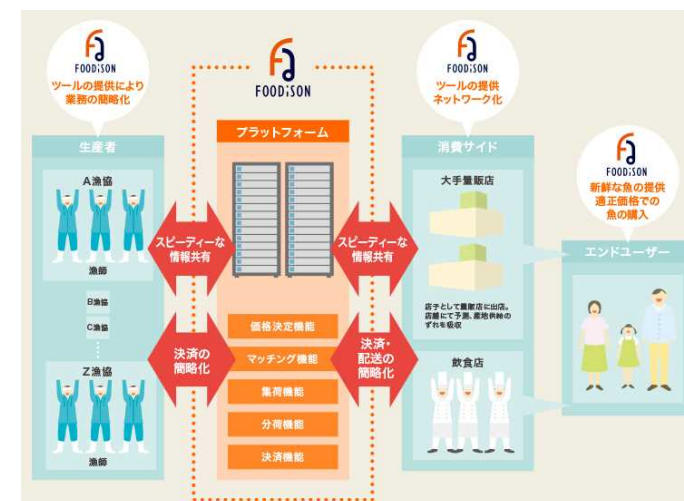 FOODiSON
ツールの提供により
業務の簡略化
生産者
A漁協
漁師
B漁協
C漁協
Z漁協
漁師
スピーディーな
情報共有
決済の
簡略化
FOODiSON
プラットフォーム
価格決定機能
マッチング機能
集荷機能
分荷機能
決済機能
スピーディーな
情報共有
決済・
配送の
簡略化
FOODiSON
ツールの提供
ネットワーク化
消費サイド
大手量販店
店子として量販店に出店。
店舗にて予測、産地供給の
ずれを吸収
飲食店
FOODiSON
新鮮な魚の提供
適正価格での
魚の購入
エンドユーザー